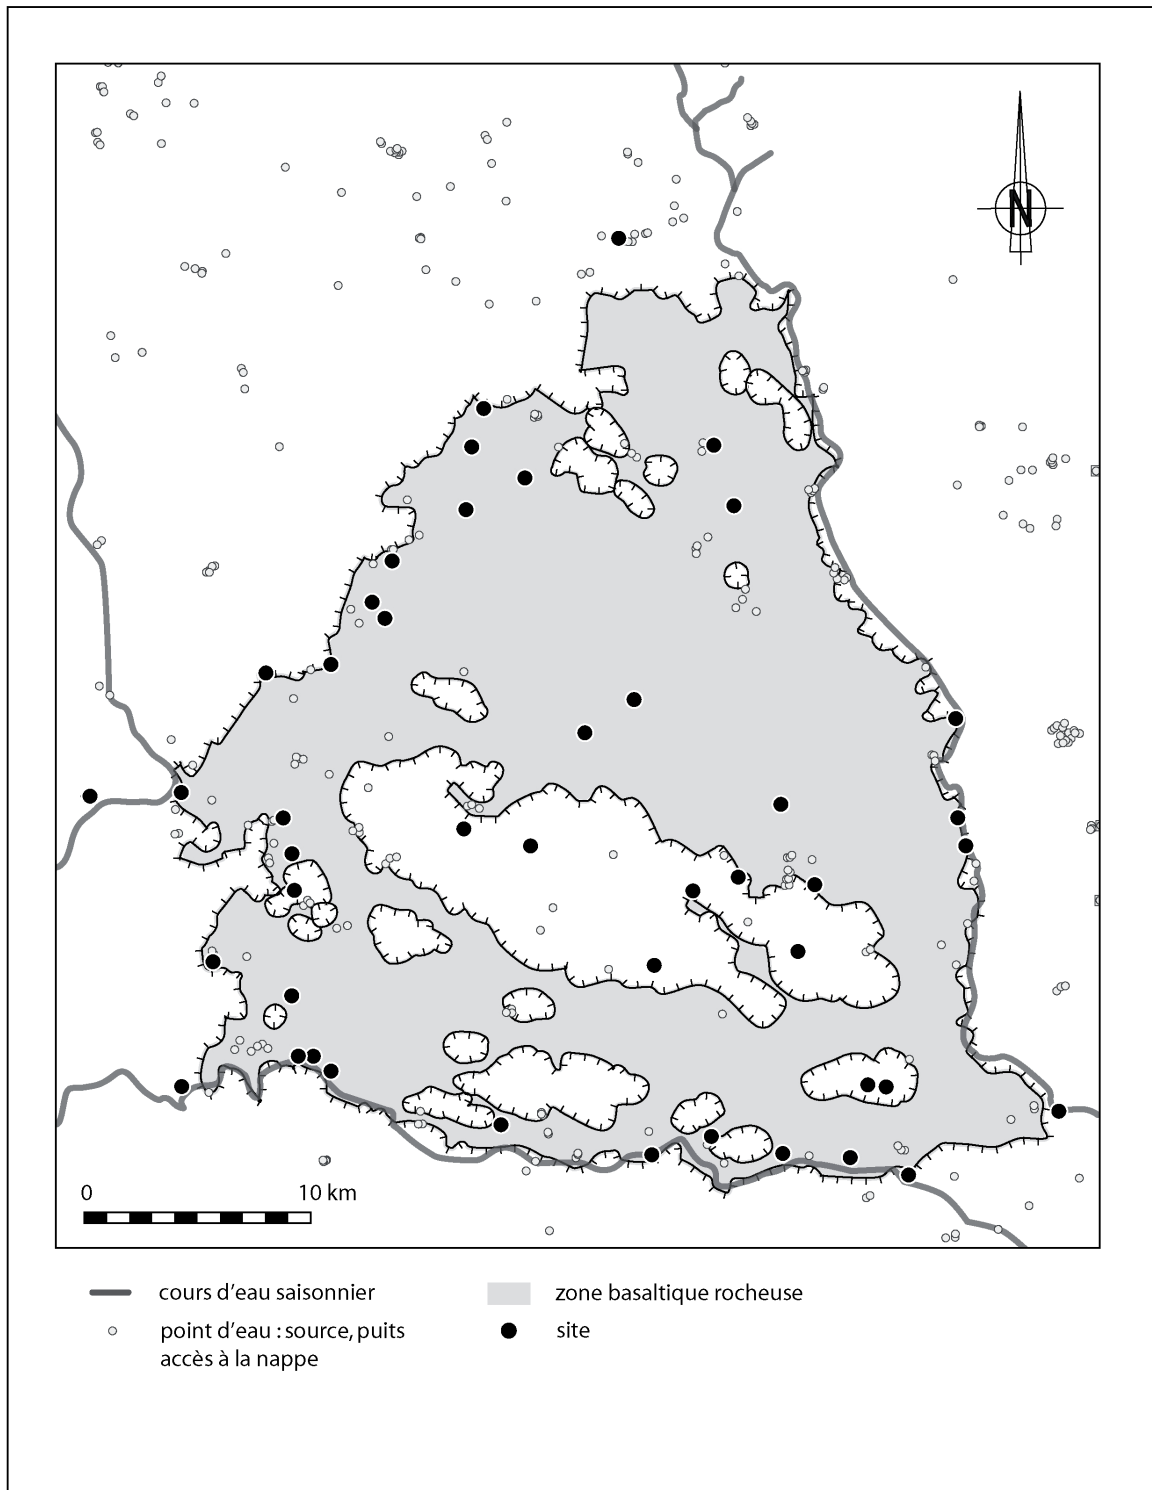 N
0 10 km
cours d’eau saisonnier
zone basaltique rocheuse
point d’eau : source, puits
accès à la nappe
site